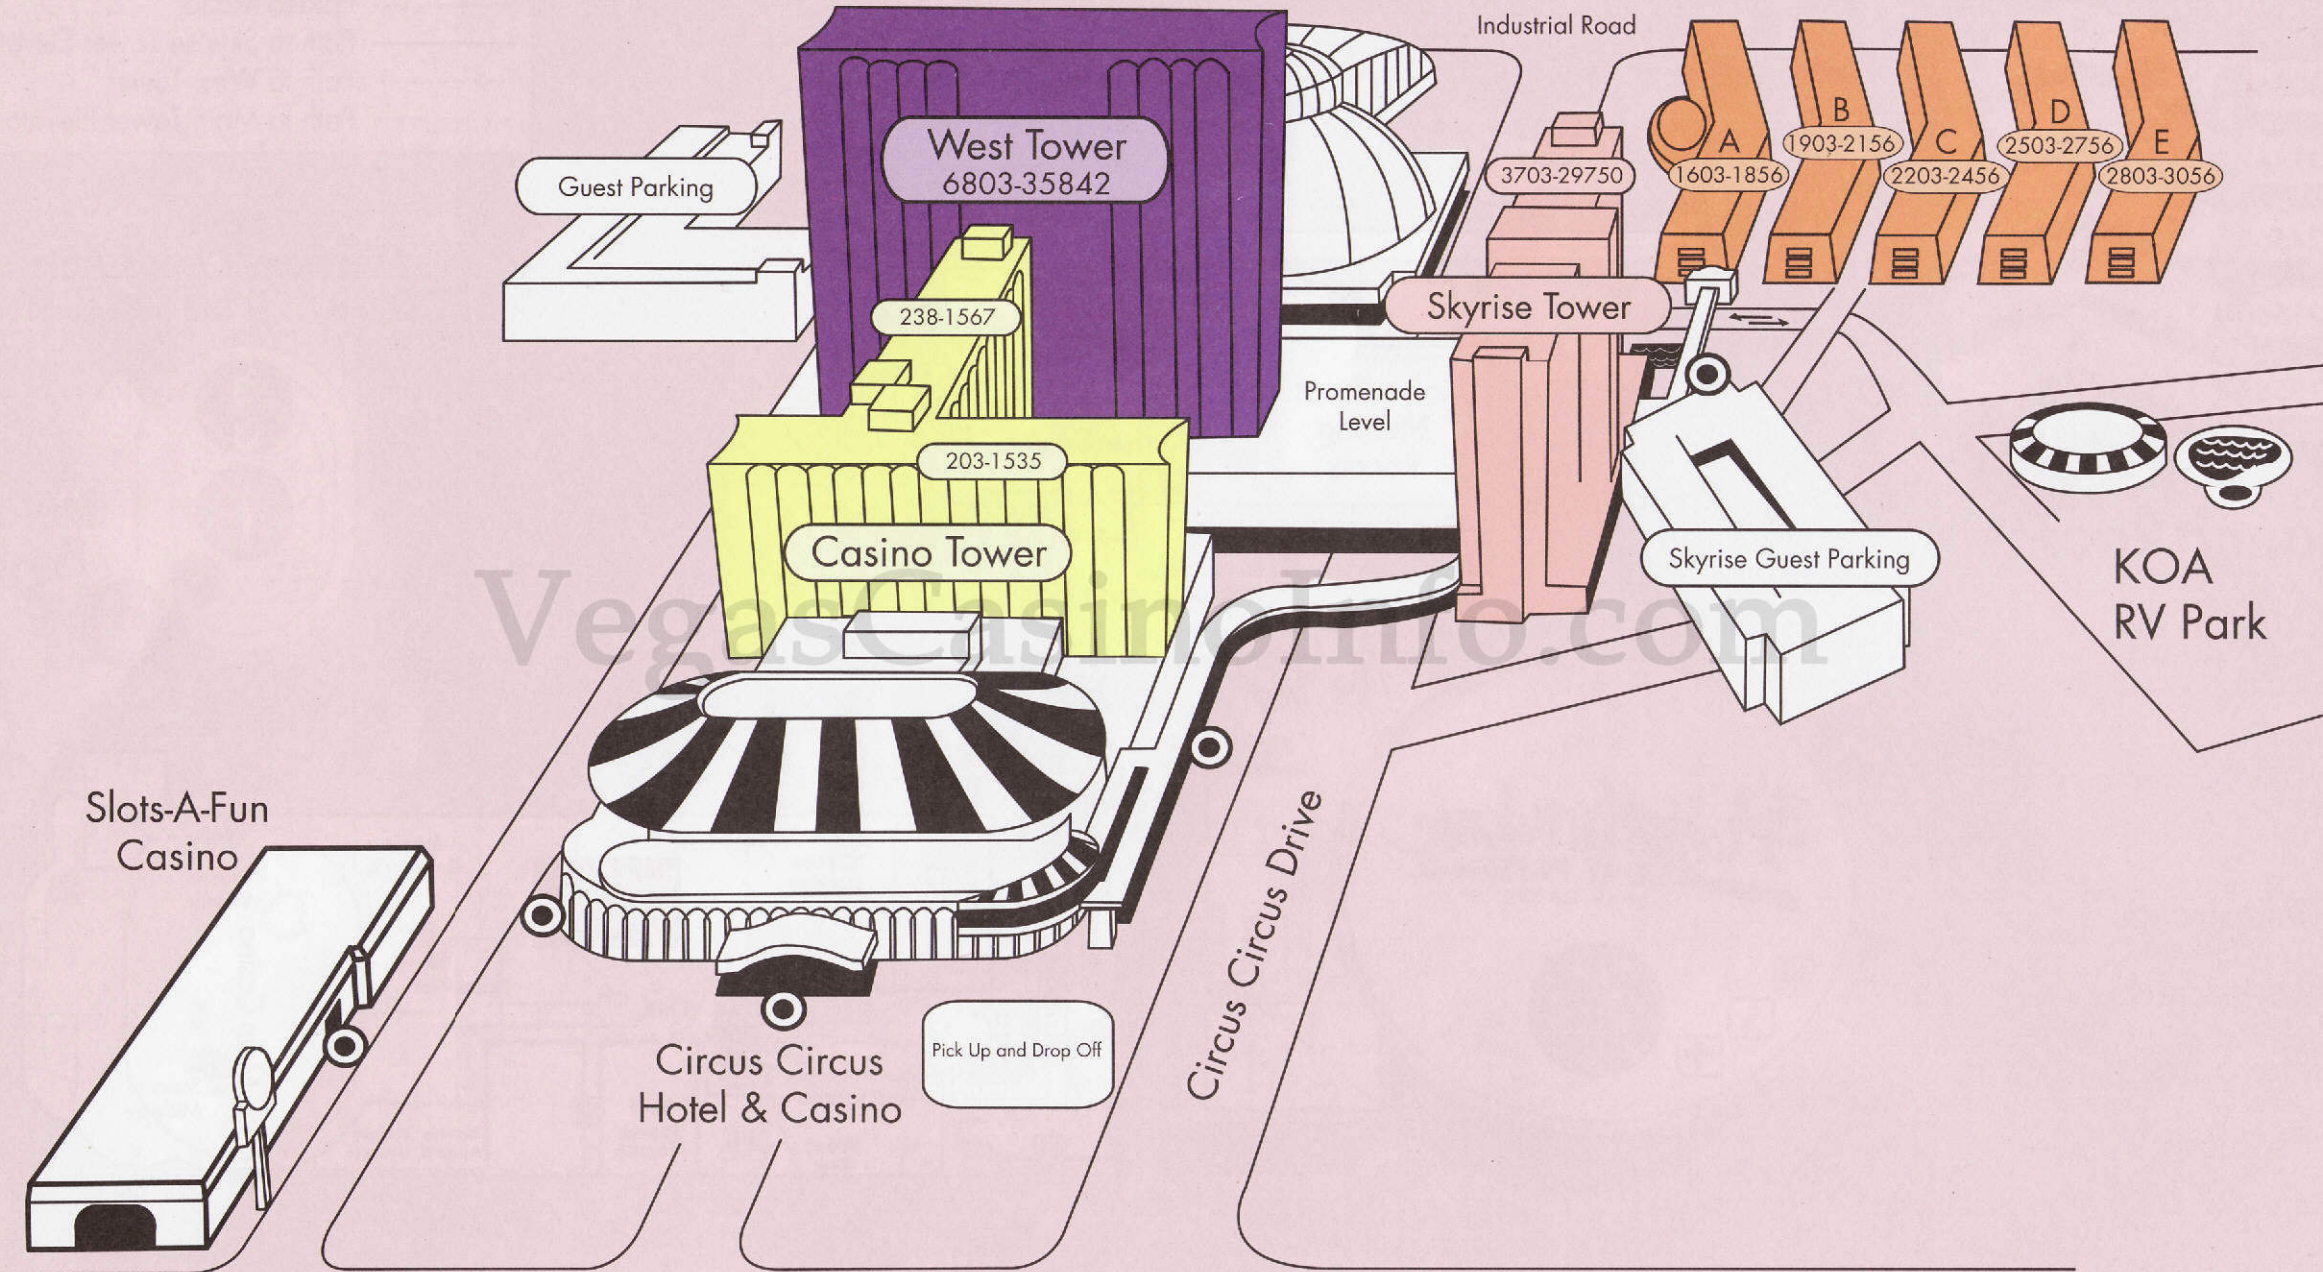 Industrial Road
West Tower
6803-35842
Guest Parking
3703-29750
A
1603-1856
B
1903-2156
C
2203-2456
D
2503-2756
E
2803-3056
238-1567
Skyrise Tower
Promenade
Level
203-1535
Casino Tower
Skyrise Guest Parking
KOA
RV Park
VegasCasinoInfo.com
Slots-A-Fun
Casino
Circus Circus Drive
Circus Circus
Hotel & Casino
Pick Up and Drop Off